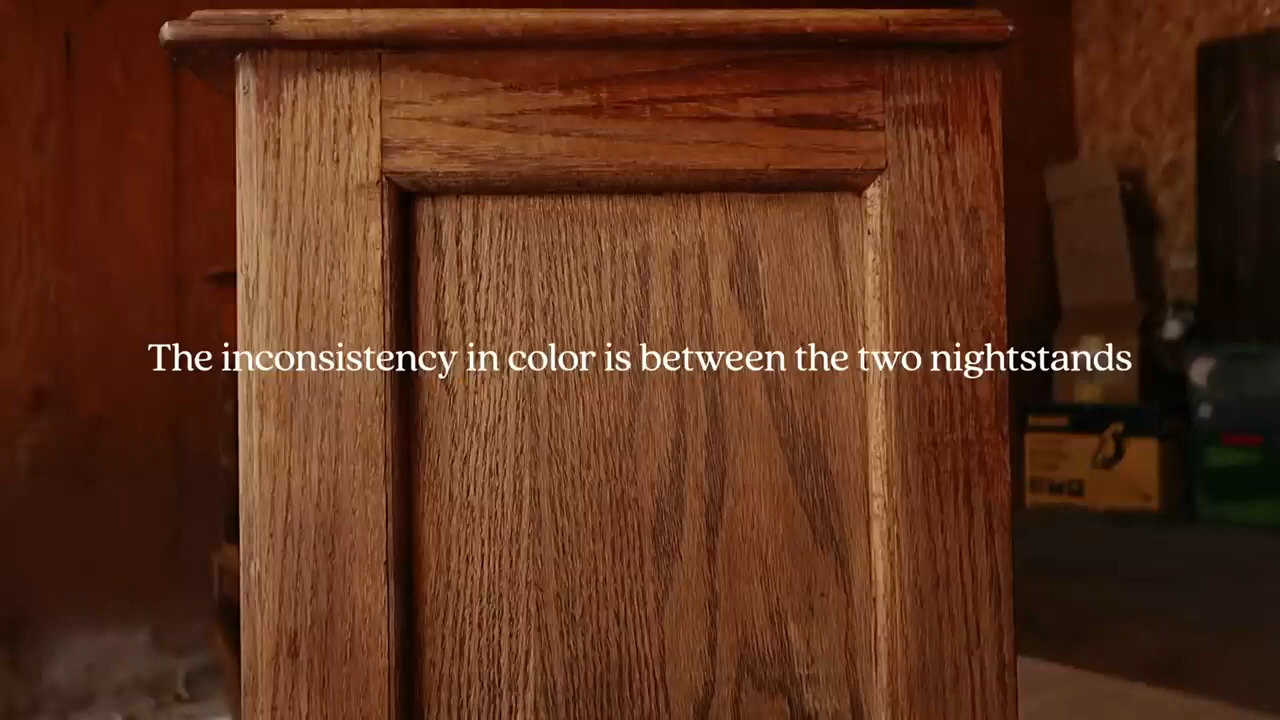 The inconsistency in color is between the two nightstands